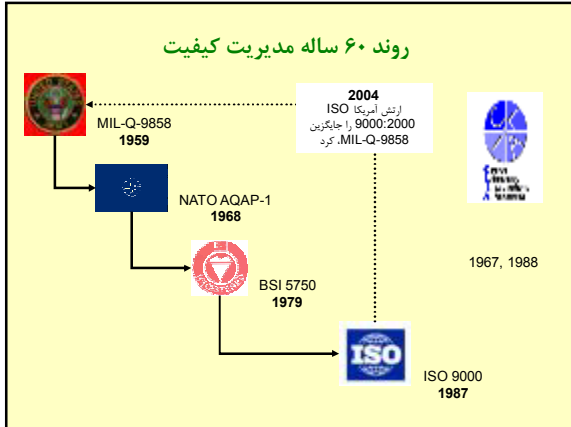 روند ۶۰ ساله مدیریت کیفیت
MIL-Q-9858
1959
2004
ارتش آمریکا ISO
9000:2000 را جایگزین
MIL-Q-9858، کرد
NATO AQAP-1
1968
BSI 5750
1979
1967, 1988
ISO
ISO 9000
1987